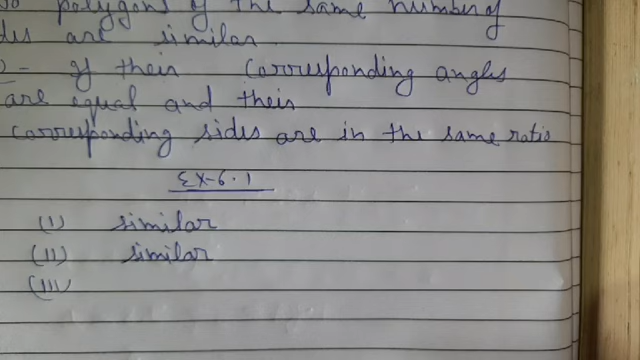 polygons of the same number of
are similar
If their corresponding angles
are equal and their
corresponding sides are in the same ratio
Ex-6.1
(I) similar
(II) similar
(III)